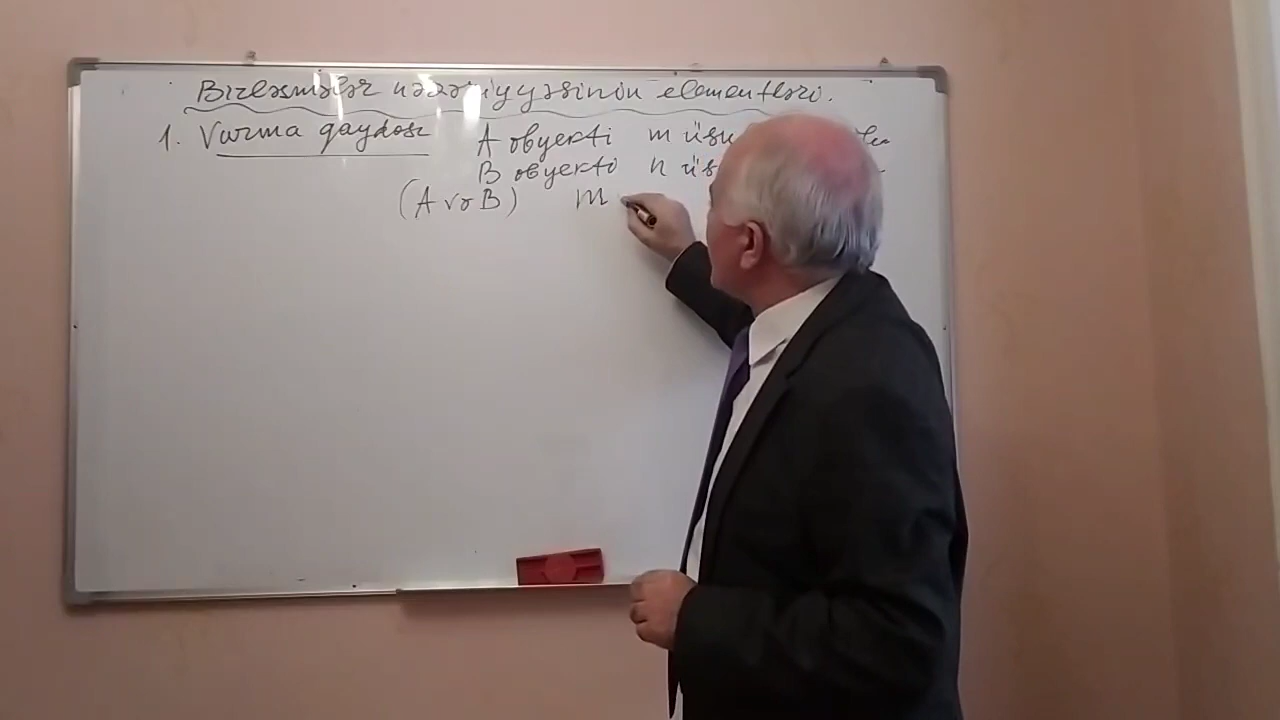 Birləşmələr nəzəriyyəsinin elementləri.
1. Vurma qaydası A obyekti m üsu
B obyekti n üs
(A və B) m